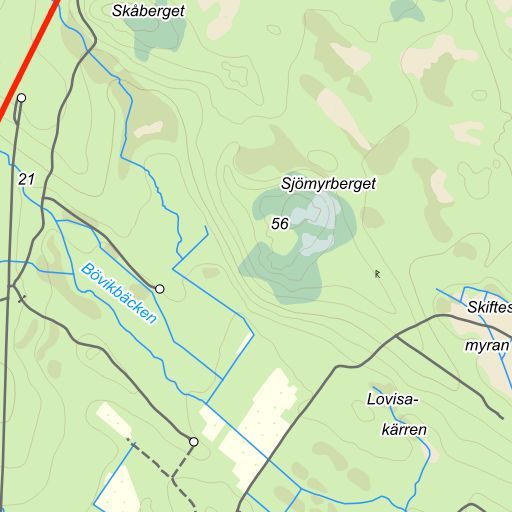 Skåberget
21
Sjömyrberget
56
Bövikbäcken
Skiftes
myran
Lovisa-
kärren